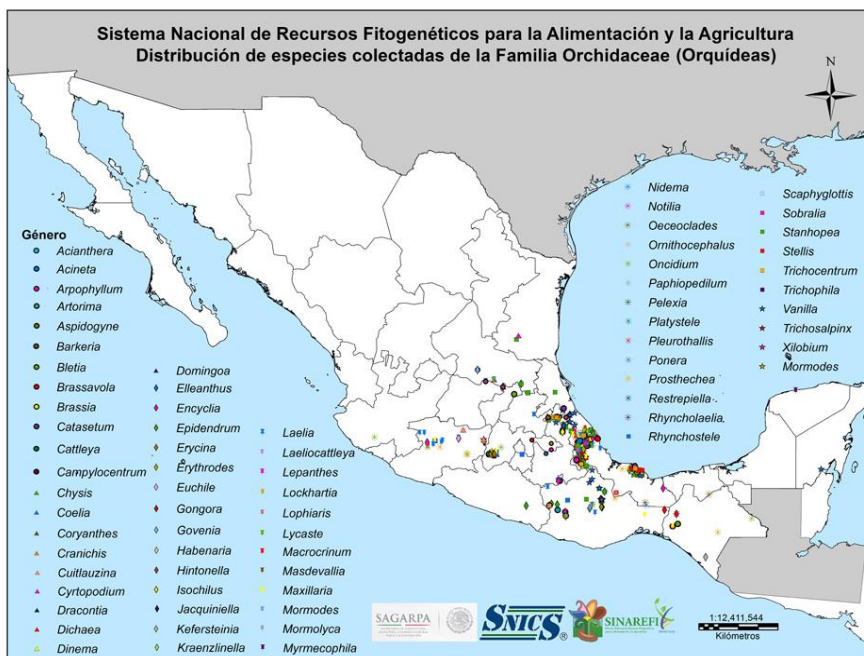 Sistema Nacional de Recursos Fitogenéticos para la Alimentación y la Agricultura
Distribución de especies colectadas de la Familia Orchidaceae (Orquídeas)
N
Género
Acianthera
Acineta
Arpophyllum
Artorima
Aspidogyne
Barkeria
Bletia
Brassavola
Brassia
Catasetum
Cattleya
Campylocentrum
Chysis
Coelia
Coryanthes
Cranichis
Cuitlauzina
Cyrtopodium
Dracontia
Dichaea
Dinema
Domingoa
Elleanthus
Encyclia
Epidendrum
Erycina
Erythrodes
Euchile
Gongora
Govenia
Habenaria
Hintonella
Isochilus
Jacquiniella
Kefersteinia
Kraenzlinella
Laelia
Laeliocattleya
Lepanthes
Lockhartia
Lophiaris
Lycaste
Macrocrinum
Masdevallia
Maxillaria
Mormodes
Mormolyca
Myrmecophila
Nidema
Notilia
Oeceoclades
Ornithocephalus
Oncidium
Paphiopedilum
Pelexia
Platystele
Pleurothallis
Ponera
Prosthechea
Restrepiella
Rhyncholaelia
Rhynchostele
Scaphyglottis
Sobralia
Stanhopea
Stellis
Trichocentrum
Trichophila
Vanilla
Trichosalpinx
Xilobium
Mormodes
SAGARPA
SNICS®
SINAREFI
1:12,411,544
Kilómetros